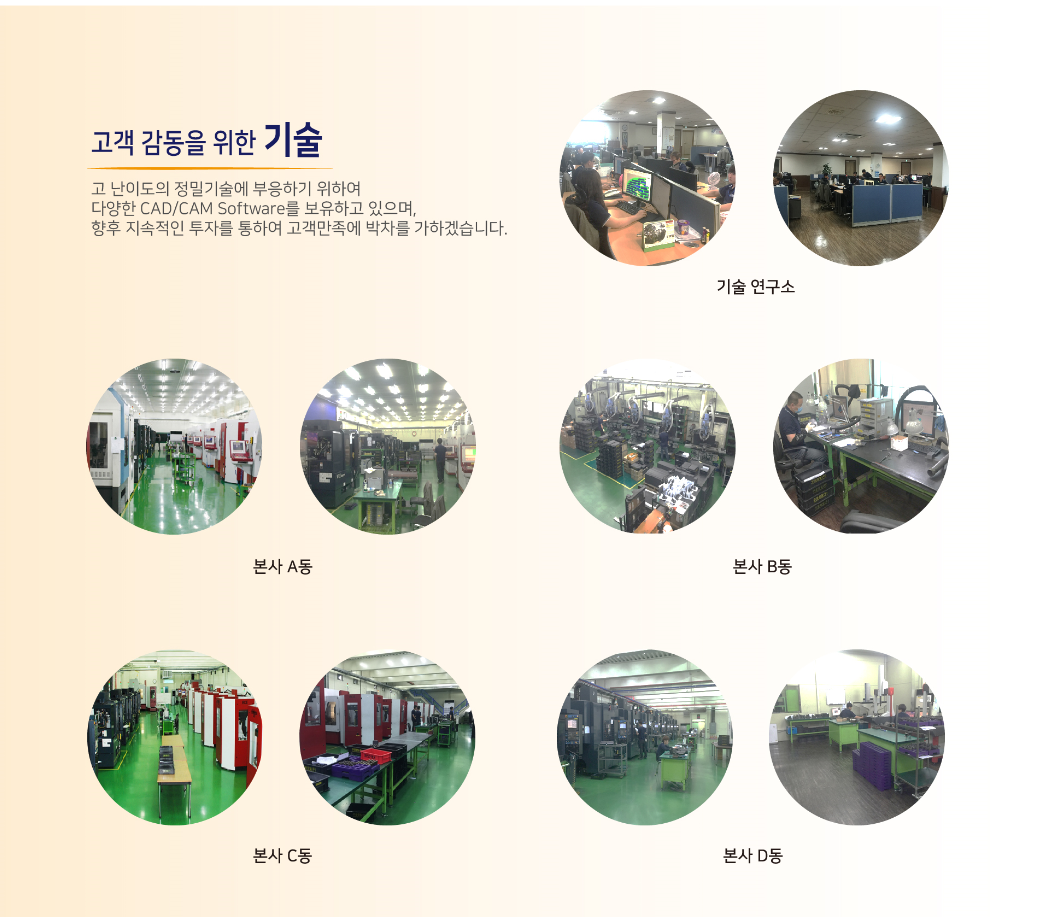 고객 감동을 위한 기술
고 난이도의 정밀기술에 부응하기 위하여
다양한 CAD/CAM Software를 보유하고 있으며,
향후 지속적인 투자를 통하여 고객만족에 박차를 가하겠습니다.
기술 연구소
본사 A동
본사 B동
본사 C동
본사 D동